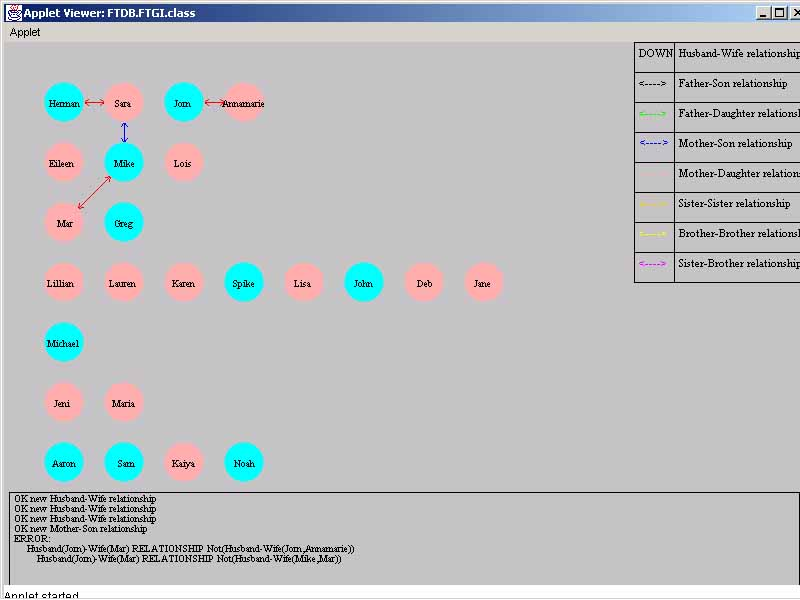 Applet Viewer: FTDB.FTGI.class
Applet
DOWN Husband-Wife relationship
<----> Father-Son relationship
<----> Father-Daughter relations
<----> Mother-Son relationship
Mother-Daughter relation
<----> Sister-Sister relationship
<----> Brother-Brother relations
<----> Sister-Brother relationship
Herman Sara Jorn Annamarie
Eileen Mike Lois
Mar Greg
Lillian Lauren Karen Spike Lisa John Deb Jane
Michael
Jeni Maria
Aaron Sam Kaiya Noah
OK new Husband-Wife relationship
OK new Husband-Wife relationship
OK new Husband-Wife relationship
OK new Mother-Son relationship
ERROR:
Husband(Jorn)-Wife(Mar) RELATIONSHIP Not(Husband-Wife(Jorn,Annamarie))
Husband(Jorn)-Wife(Mar) RELATIONSHIP Not(Husband-Wife(Mike,Mar))
Applet started